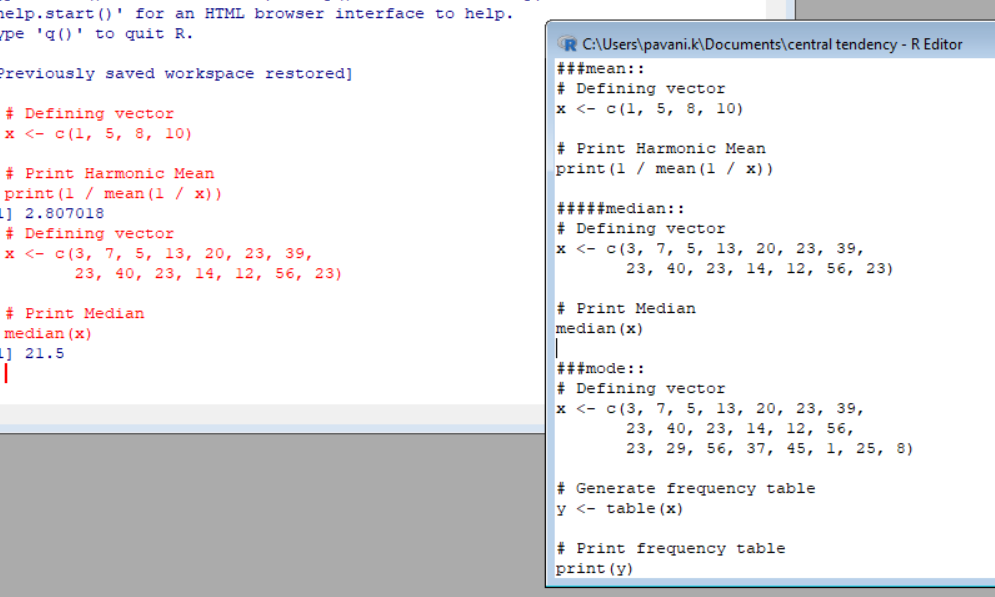 help.start()' for an HTML browser interface to help.
ype 'q()' to quit R.
Previously saved workspace restored]
# Defining vector
x <- c(1, 5, 8, 10)
# Print Harmonic Mean
print(1 / mean(1 / x))
1] 2.807018
# Defining vector
x <- c(3, 7, 5, 13, 20, 23, 39,
23, 40, 23, 14, 12, 56, 23)
# Print Median
median(x)
1] 21.5
C:\Users\pavani.k\Documents\central tendency - R Editor
###mean::
# Defining vector
x <- c(1, 5, 8, 10)
# Print Harmonic Mean
print(1 / mean(1 / x))
#####median::
# Defining vector
x <- c(3, 7, 5, 13, 20, 23, 39,
23, 40, 23, 14, 12, 56, 23)
# Print Median
median(x)
###mode::
# Defining vector
x <- c(3, 7, 5, 13, 20, 23, 39,
23, 40, 23, 14, 12, 56,
23, 29, 56, 37, 45, 1, 25, 8)
# Generate frequency table
y <- table(x)
# Print frequency table
print(y)